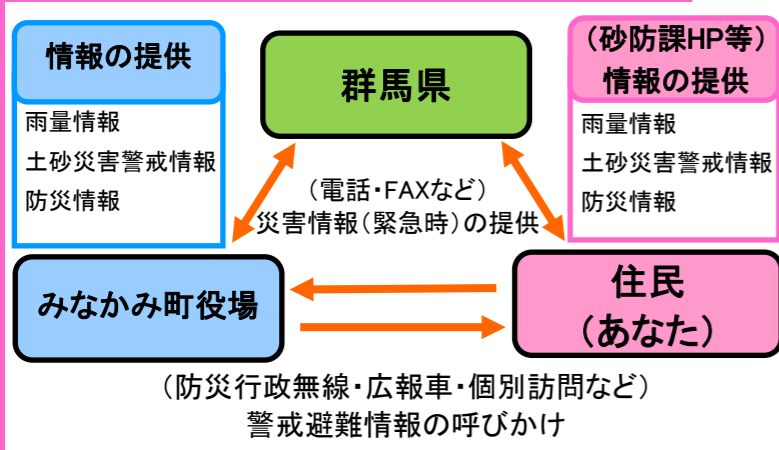 情報の提供
雨量情報
土砂災害警戒情報
防災情報
群馬県
（砂防課HP等）
情報の提供
雨量情報
土砂災害警戒情報
防災情報
（電話・FAXなど）
災害情報（緊急時）の提供
みなかみ町役場
住民
（あなた）
（防災行政無線・広報車・個別訪問など）
警戒避難情報の呼びかけ